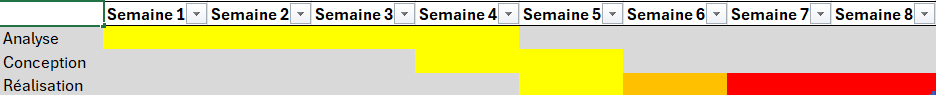 Semaine 1 Semaine 2 Semaine 3 Semaine 4 Semaine 5 Semaine 6 Semaine 7 Semaine 8
Analyse
Conception
Réalisation